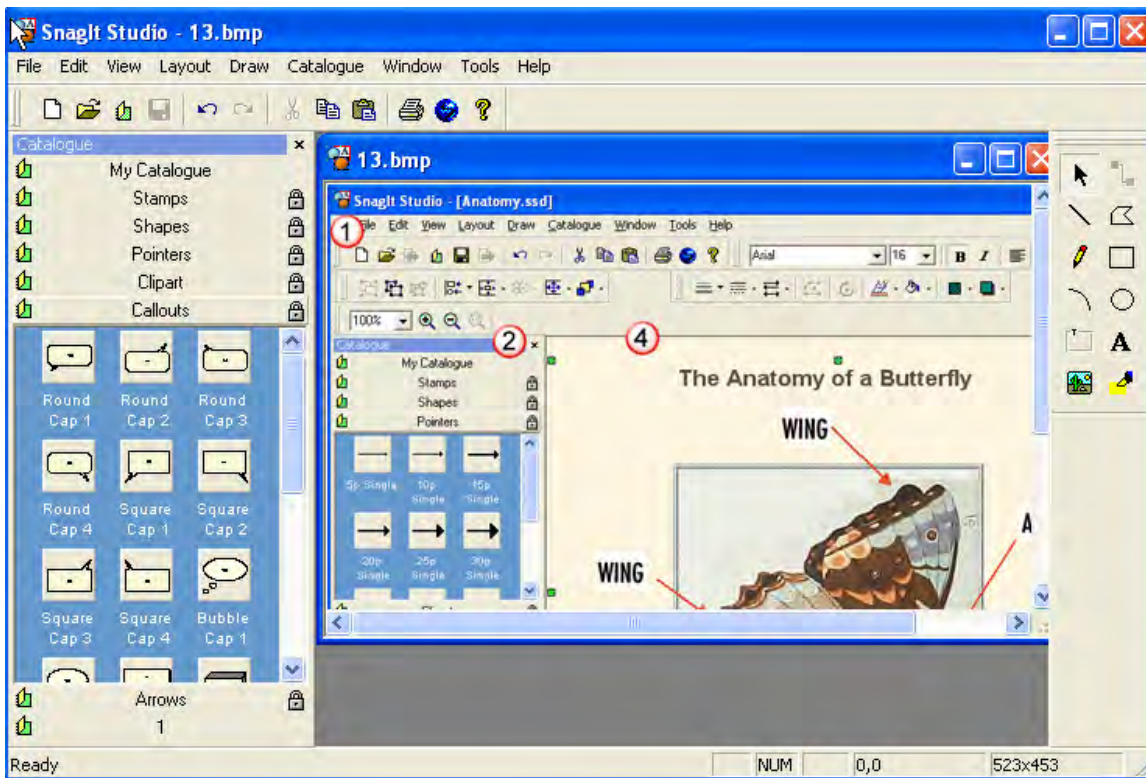 SnagIt Studio - 13.bmp
File Edit View Layout Draw Catalogue Window Tools Help
Catalogue
My Catalogue
Stamps
Shapes
Pointers
Clipart
Callouts
Round Cap 1
Round Cap 2
Round Cap 3
Round Cap 4
Square Cap 1
Square Cap 2
Square Cap 3
Square Cap 4
Bubble Cap 1
Arrows
1
13.bmp
SnagIt Studio - [Anatomy.ssd]
1
File Edit View Layout Draw Catalogue Window Tools Help
Arial 16 B I
100%
2
4
Catalogue
My Catalogue
Stamps
Shapes
Pointers
5p Single
10p Single
15p Single
20p Single
25p Single
30p Single
The Anatomy of a Butterfly
WING
A
WING
A
Ready NUM 0,0 523x453